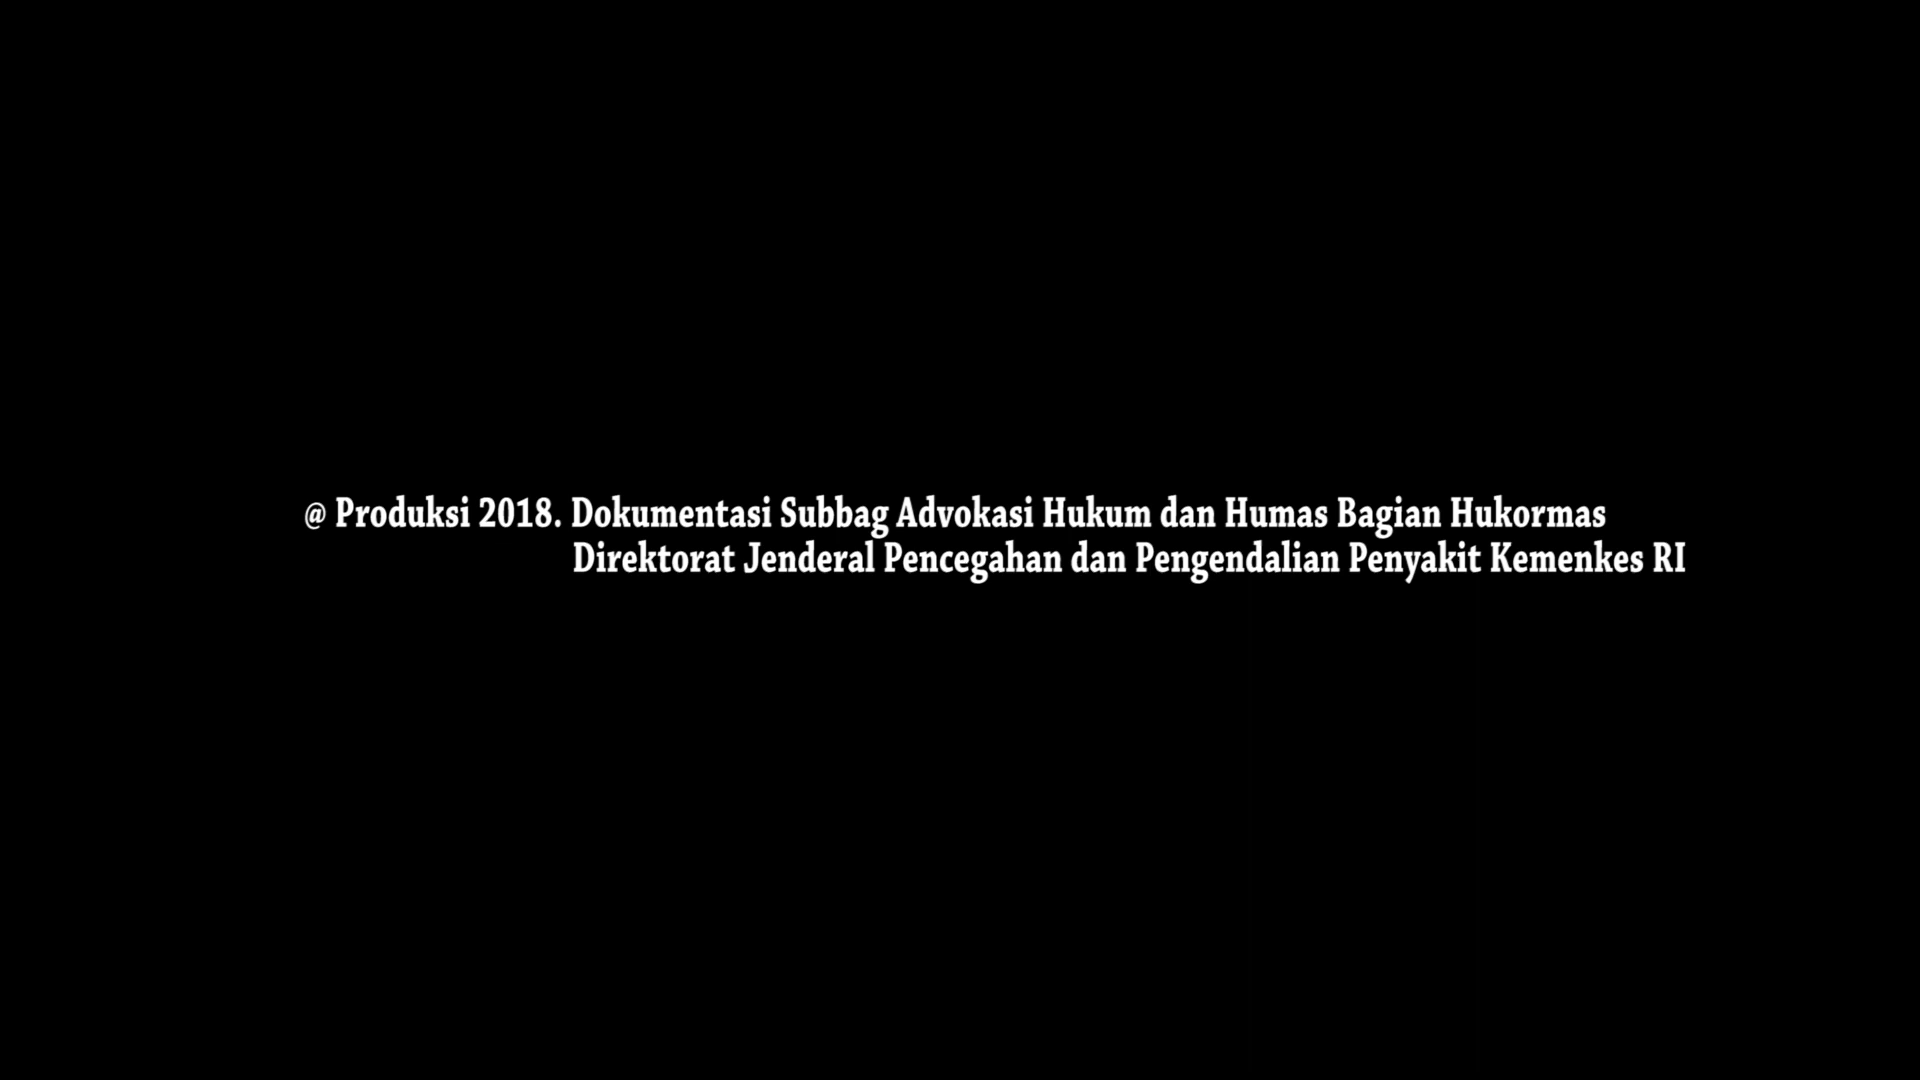 @ Produksi 2018. Dokumentasi Subbag Advokasi Hukum dan Humas Bagian Hukormas
Direktorat Jenderal Pencegahan dan Pengendalian Penyakit Kemenkes RI